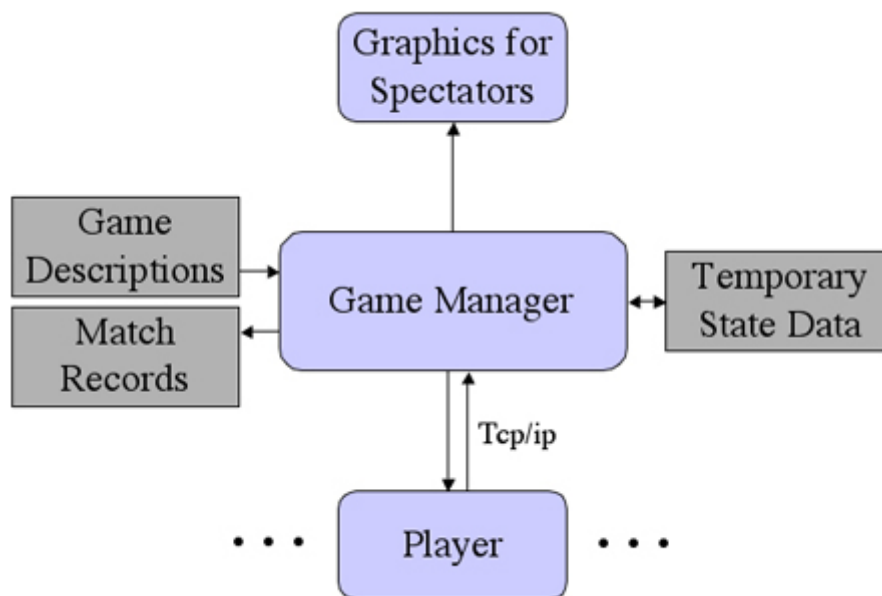 Graphics for
Spectators
Game
Descriptions
Game Manager
Temporary
State Data
Match
Records
Tcp/ip
Player